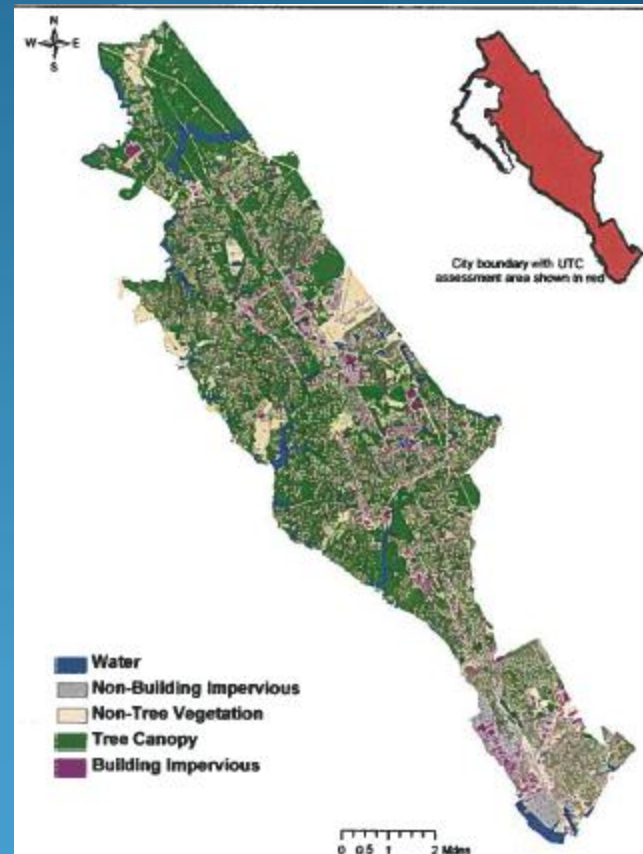 N
W E
S
City boundary with UTC
assessment area shown in red
Water
Non-Building Impervious
Non-Tree Vegetation
Tree Canopy
Building Impervious
0 0.5 1 2 Miles